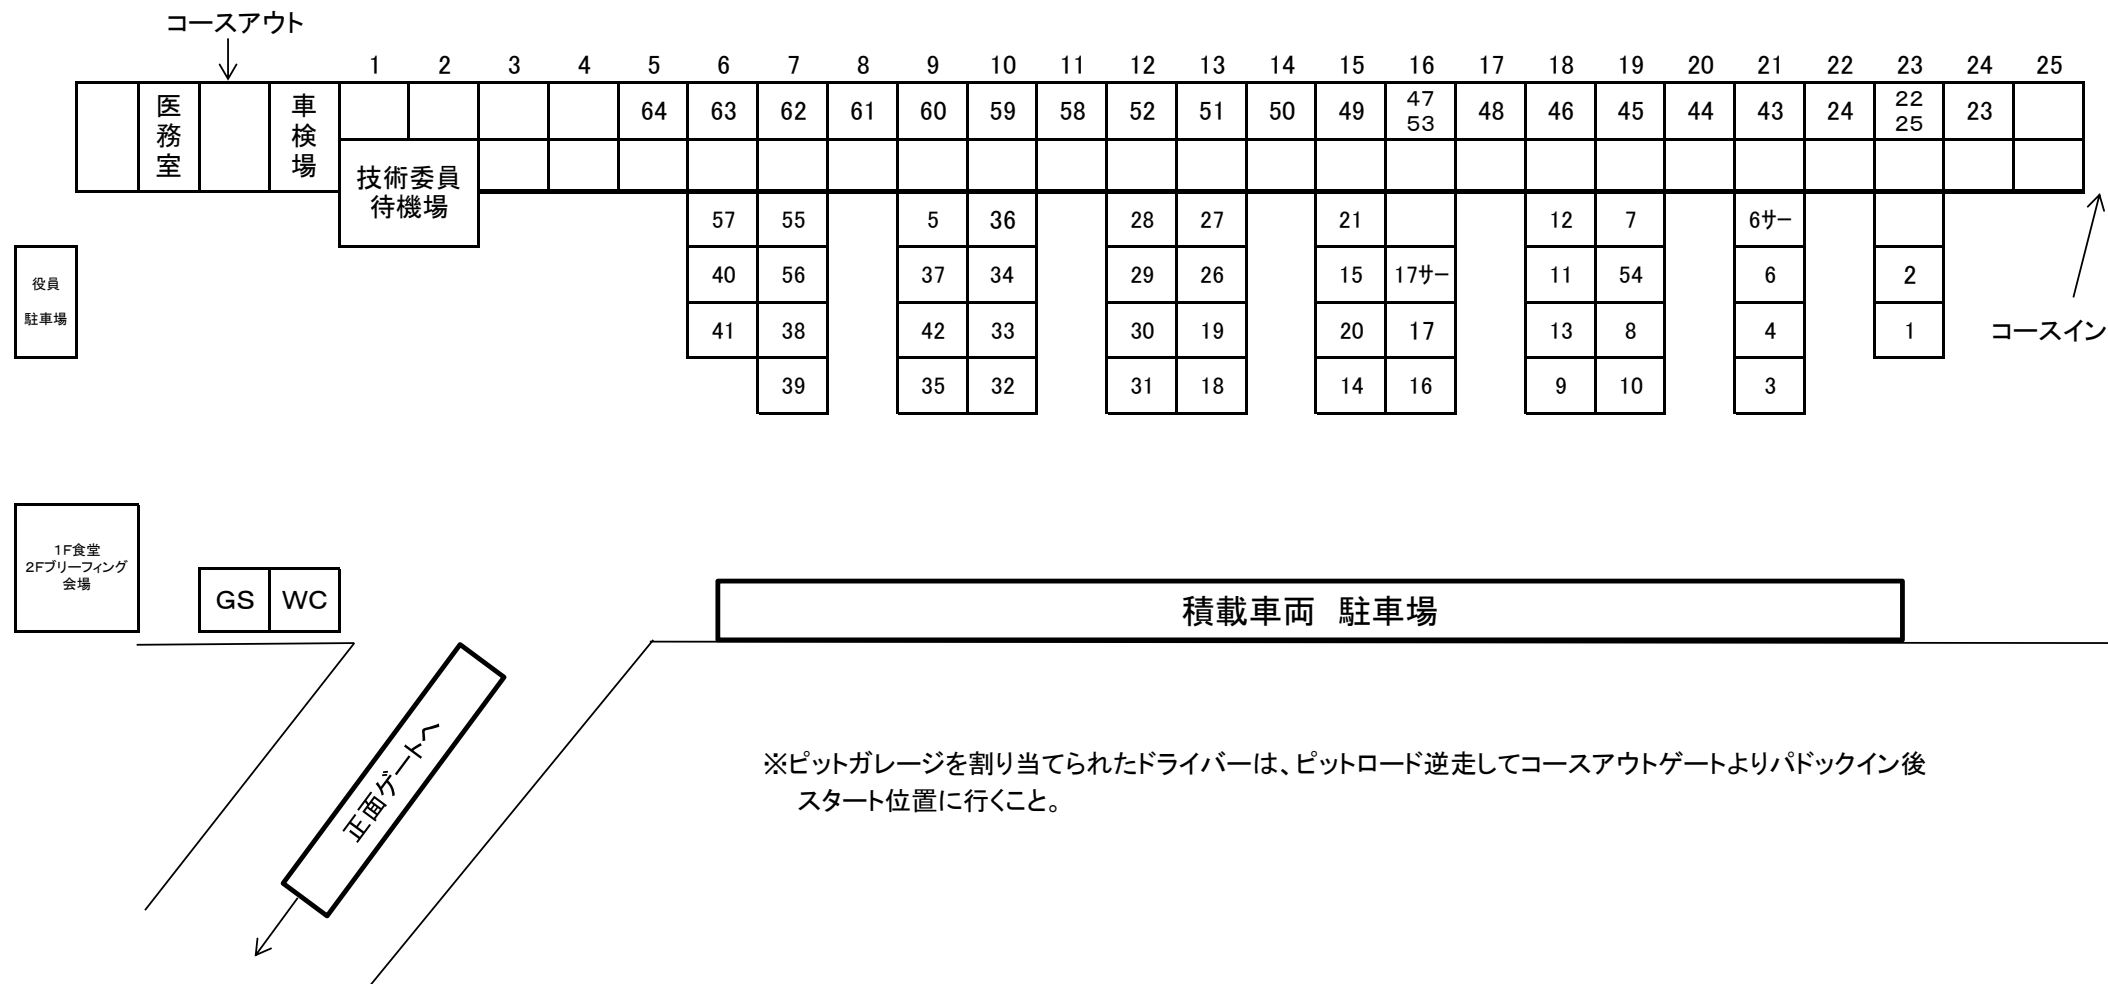 コースアウト
1 2 3 4 5 6 7 8 9 10 11 12 13 14 15 16 17 18 19 20 21 22 23 24 25
医務室 車検場 64 63 62 61 60 59 58 52 51 50 49 47 53 48 46 45 44 43 24 22 25 23
技術委員
待機場
57 55 5 36 28 27 21 12 7 6サー
40 56 37 34 29 26 15 17サー 11 54 6 2
41 38 42 33 30 19 20 17 13 8 4 1
39 35 32 31 18 14 16 9 10 3
役員
駐車場
コースイン
1F食堂
2Fブリーフィング
会場
GS WC
積載車両 駐車場
正面ゲートへ
※ピットガレージを割り当てられたドライバーは、ピットロード逆走してコースアウトゲートよりパドックイン後
スタート位置に行くこと。